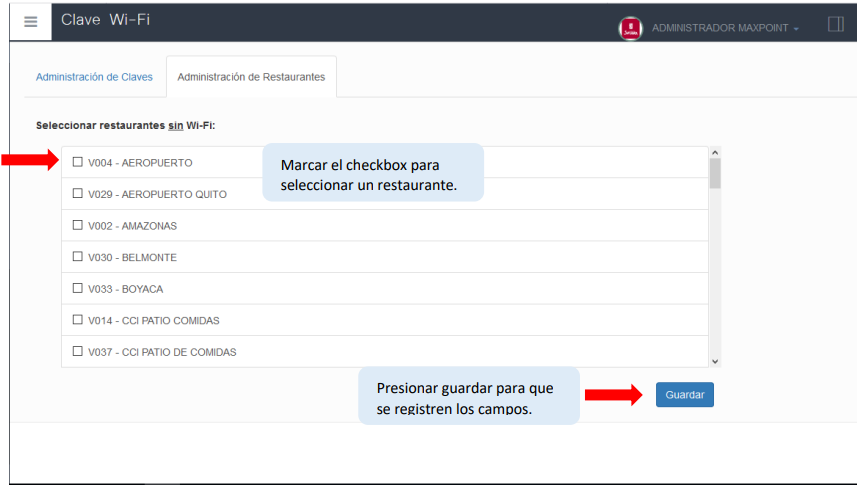 Clave Wi-Fi
ADMINISTRADOR MAXPOINT
Administración de Claves
Administración de Restaurantes
Seleccionar restaurantes sin Wi-Fi:
V004 - AEROPUERTO
Marcar el checkbox para
seleccionar un restaurante.
V029 - AEROPUERTO QUITO
V002 - AMAZONAS
V030 - BELMONTE
V033 - BOYACA
V014 - CCI PATIO COMIDAS
V037 - CCI PATIO DE COMIDAS
Presionar guardar para que
se registren los campos.
Guardar